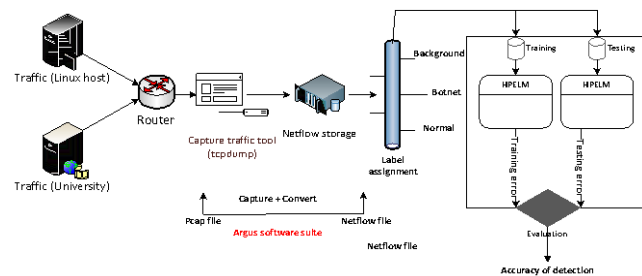 Traffic (Linux host)
Traffic (University)
Router
Capture traffic tool
(tcpdump)
Netflow storage
Background
Botnet
Normal
Label
assignment
Training
Testing
HPELM
HPELM
Training error
Testing error
Evaluation
Accuracy of detection
Capture + Convert
Pcap file
Netflow file
Argus software suite
Netflow file